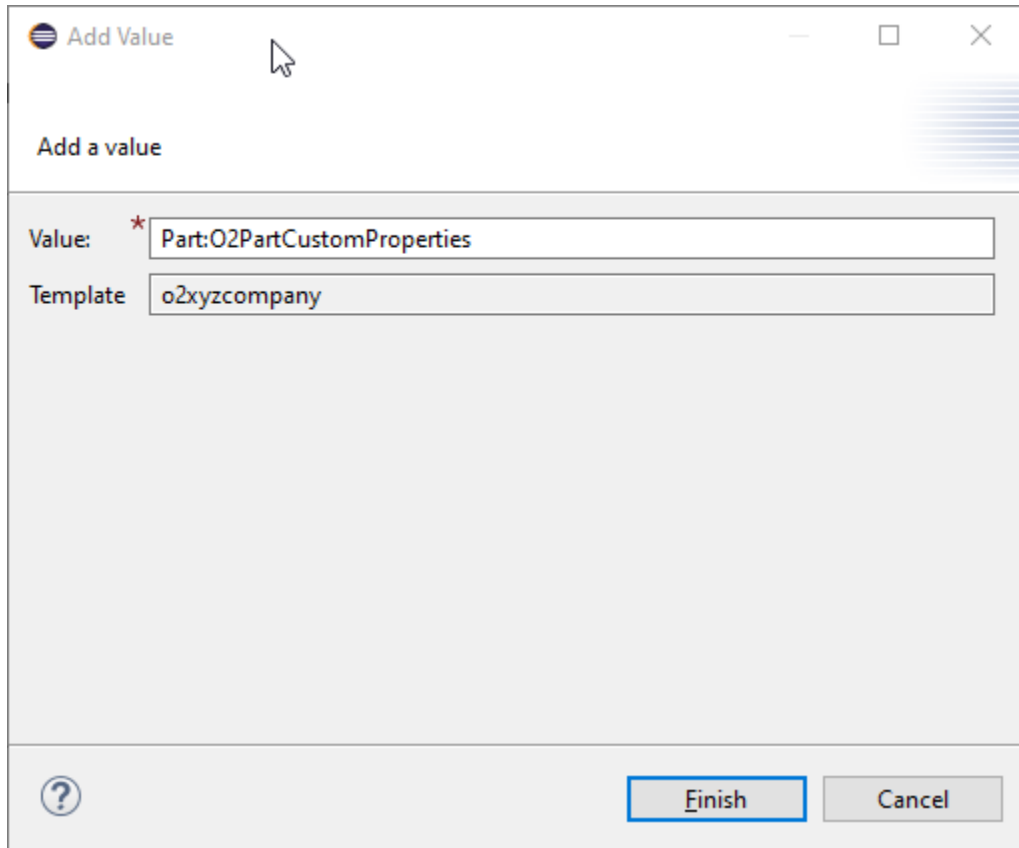 Add Value
Add a value
Value: * Part:O2PartCustomProperties
Template o2xyzcompany
? Finish Cancel